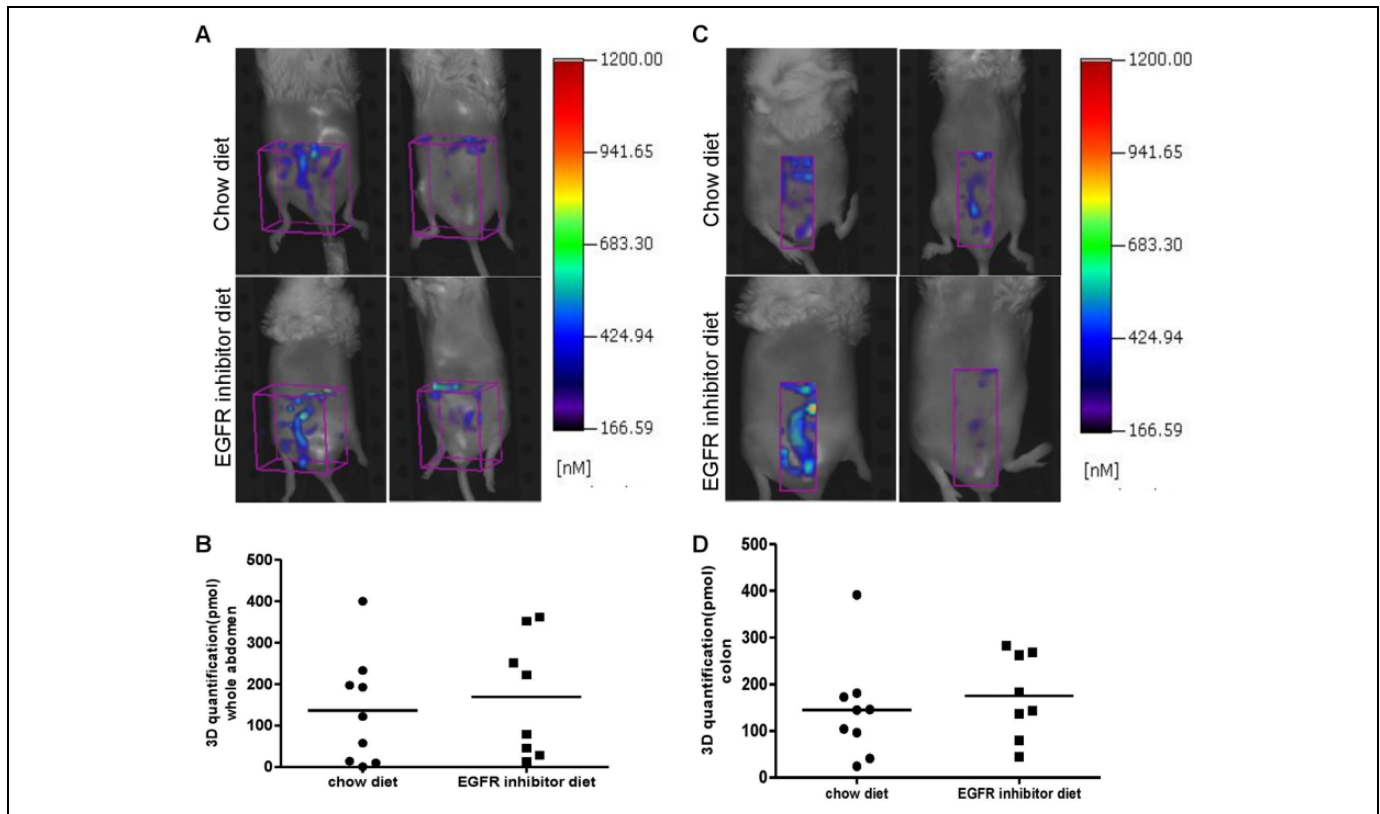 A
Chow diet
EGFR inhibitor diet
1200.00
941.65
683.30
424.94
166.59
[nM]
C
Chow diet
EGFR inhibitor diet
1200.00
941.65
683.30
424.94
166.59
[nM]
B
3D quantification(pmol)
whole abdomen
500
400
300
200
100
0
chow diet
EGFR inhibitor diet
D
3D quantification(pmol)
colon
500
400
300
200
100
0
chow diet
EGFR inhibitor diet